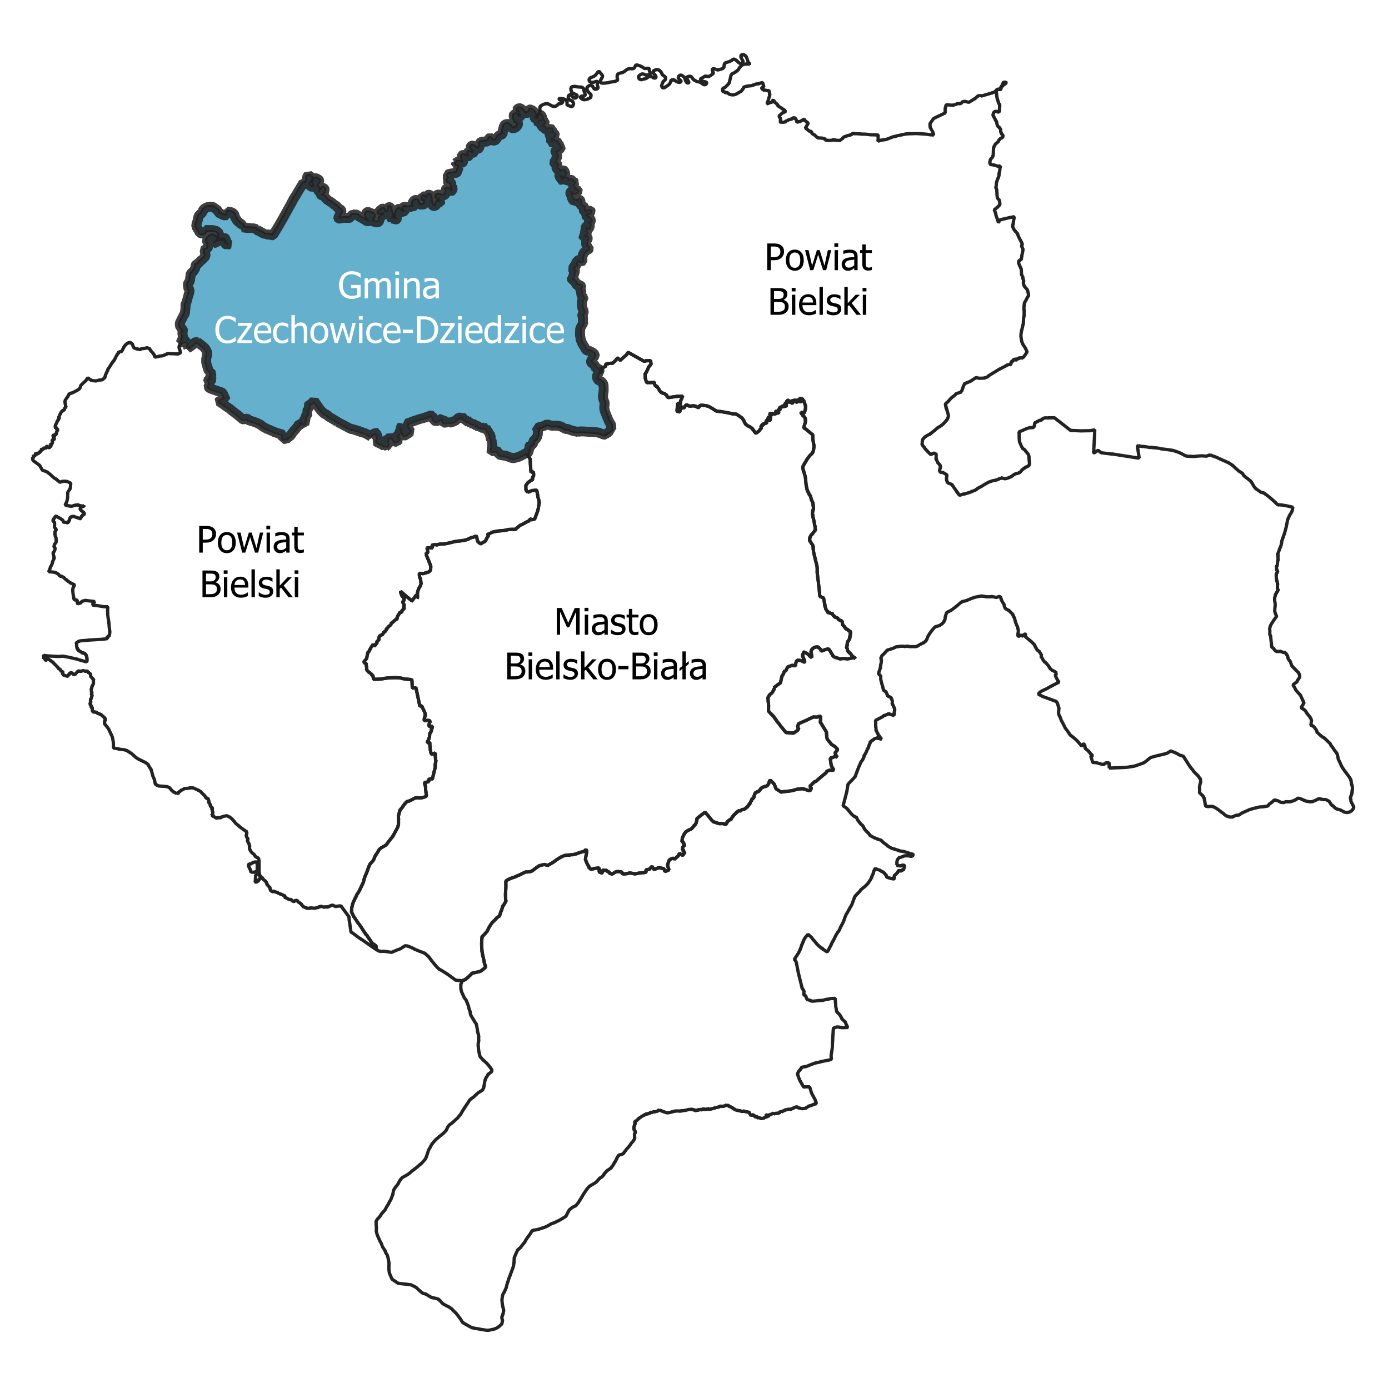 Powiat
Bielski
Gmina
Czechowice-Dziedzice
Powiat
Bielski
Miasto
Bielsko-Biała